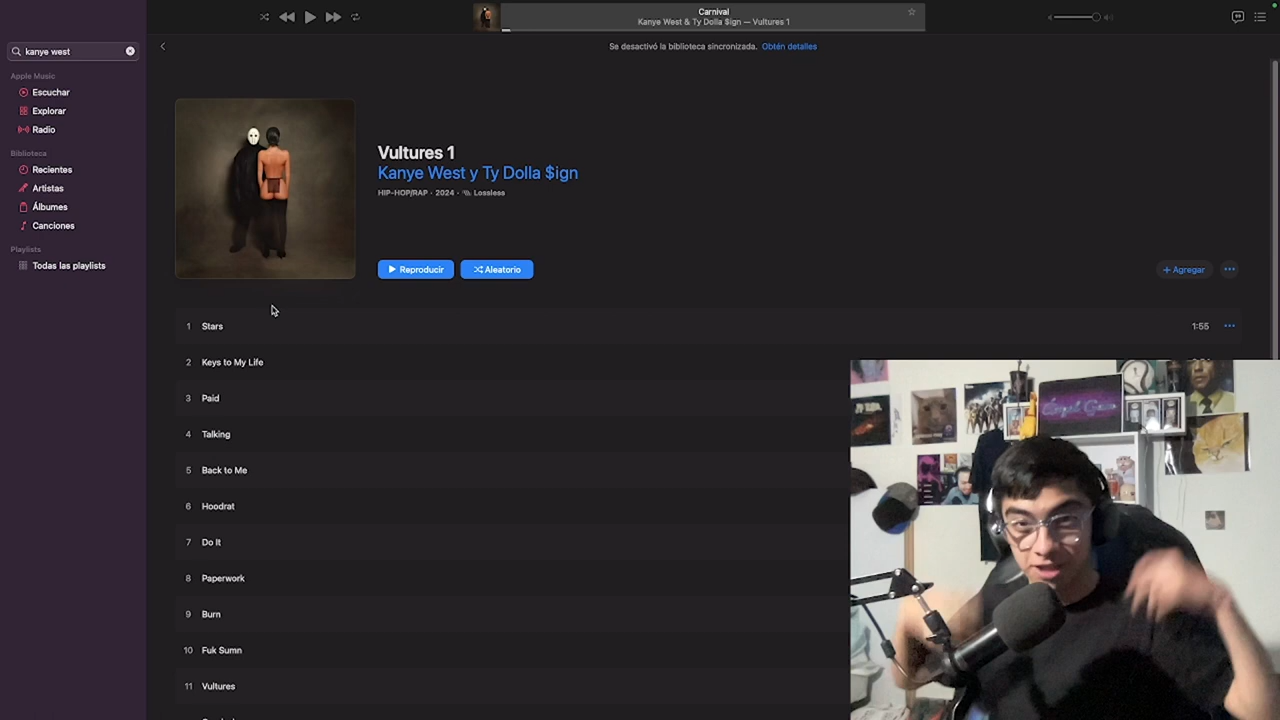 Carnival
Kanye West & Ty Dolla $ign — Vultures 1
kanye west
Se desactivó la biblioteca sincronizada. Obtén detalles
Apple Music
Escuchar
Explorar
Radio
Biblioteca
Recientes
Artistas
Álbumes
Canciones
Playlists
Todas las playlists
Vultures 1
Kanye West y Ty Dolla $ign
HIP-HOP/RAP · 2024 · Lossless
Reproducir
Aleatorio
+ Agregar
1 Stars 1:55
2 Keys to My Life
3 Paid
4 Talking
5 Back to Me
6 Hoodrat
7 Do It
8 Paperwork
9 Burn
10 Fuk Sumn
11 Vultures